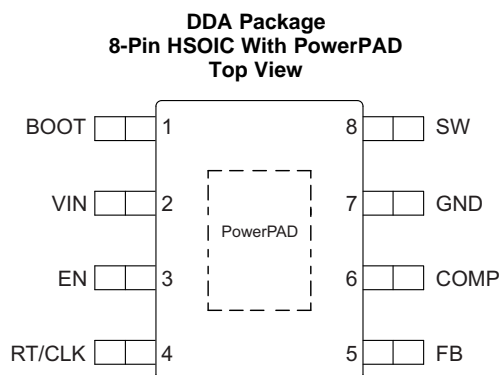 DDA Package
8-Pin HSOIC With PowerPAD
Top View
BOOT 1 8 SW
VIN 2 7 GND
PowerPAD
EN 3 6 COMP
RT/CLK 4 5 FB